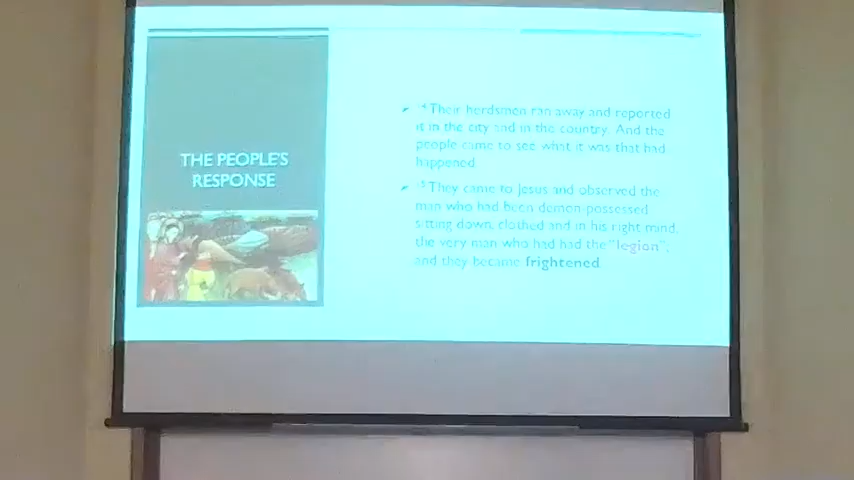 THE PEOPLE'S
RESPONSE
14 Their herdsmen ran away and reported
it in the city and in the country. And the
people came to see what it was that had
happened.
15 They came to Jesus and observed the
man who had been demon-possessed
sitting down, clothed and in his right mind,
the very man who had had the "legion";
and they became frightened.